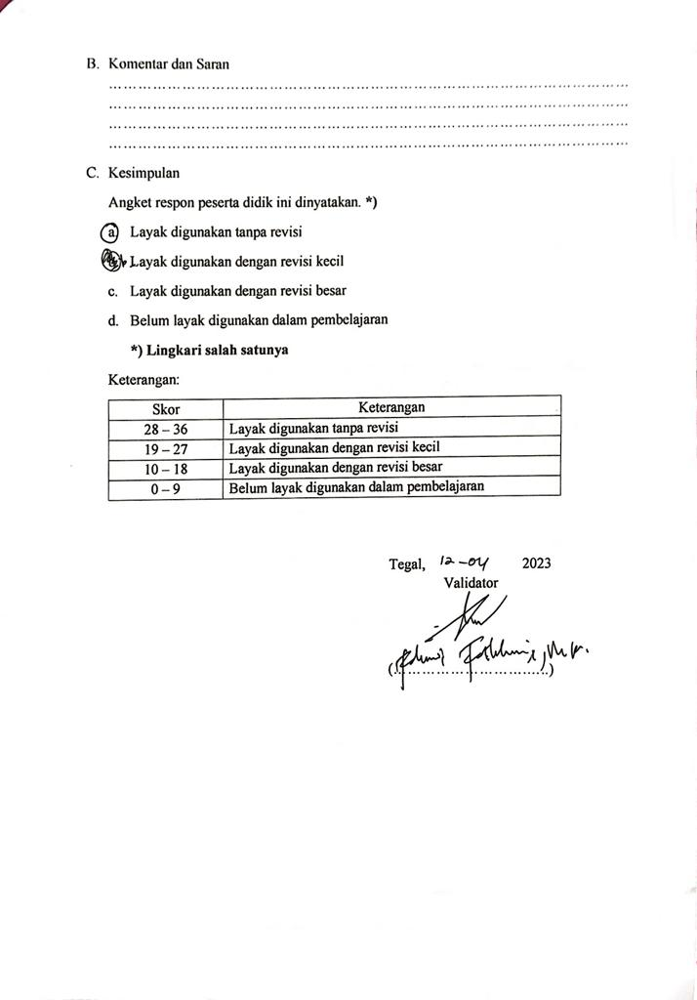 B. Komentar dan Saran
................................................................................
................................................................................
................................................................................
................................................................................
C. Kesimpulan
Angket respon peserta didik ini dinyatakan. *)
a Layak digunakan tanpa revisi
Layak digunakan dengan revisi kecil
c. Layak digunakan dengan revisi besar
d. Belum layak digunakan dalam pembelajaran
*) Lingkari salah satunya
Keterangan:
Skor Keterangan
28 – 36 Layak digunakan tanpa revisi
19 – 27 Layak digunakan dengan revisi kecil
10 – 18 Layak digunakan dengan revisi besar
0 – 9 Belum layak digunakan dalam pembelajaran
Tegal, 12-04 2023
Validator